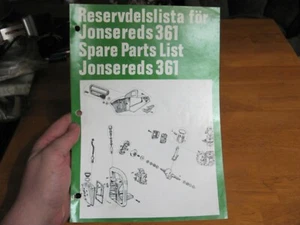 Reservdelslista för
Jonsereds 361
Spare Parts List
Jonsereds 361